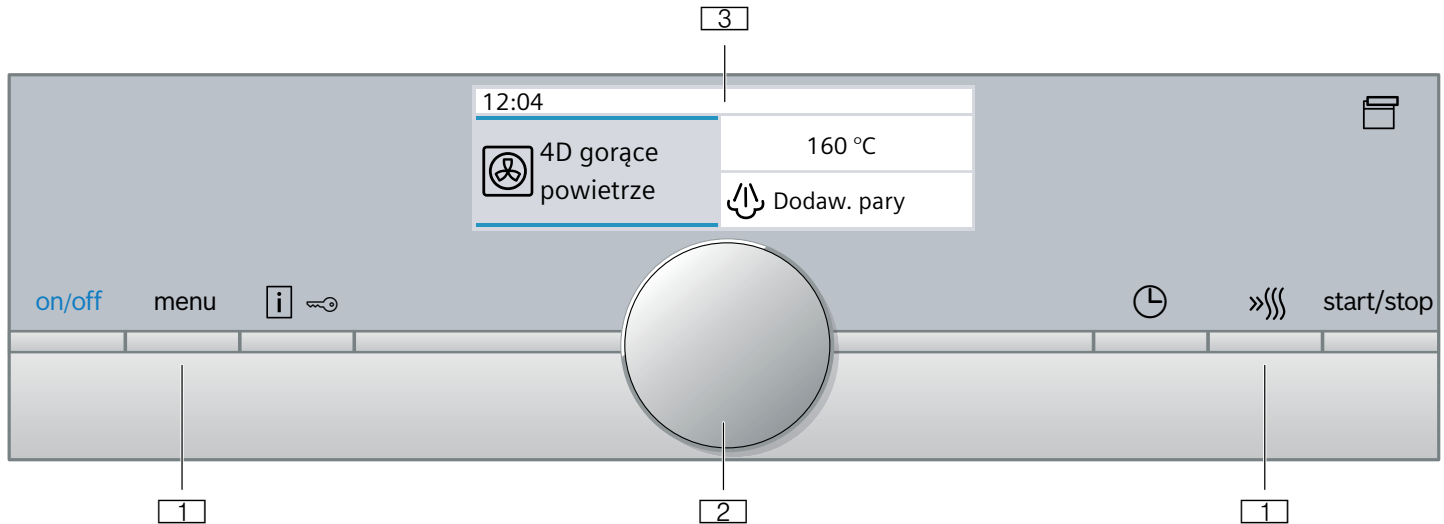 3
12:04
4D gorące
powietrze
160 °C
Dodaw. pary
on/off menu i start/stop
1 2 1